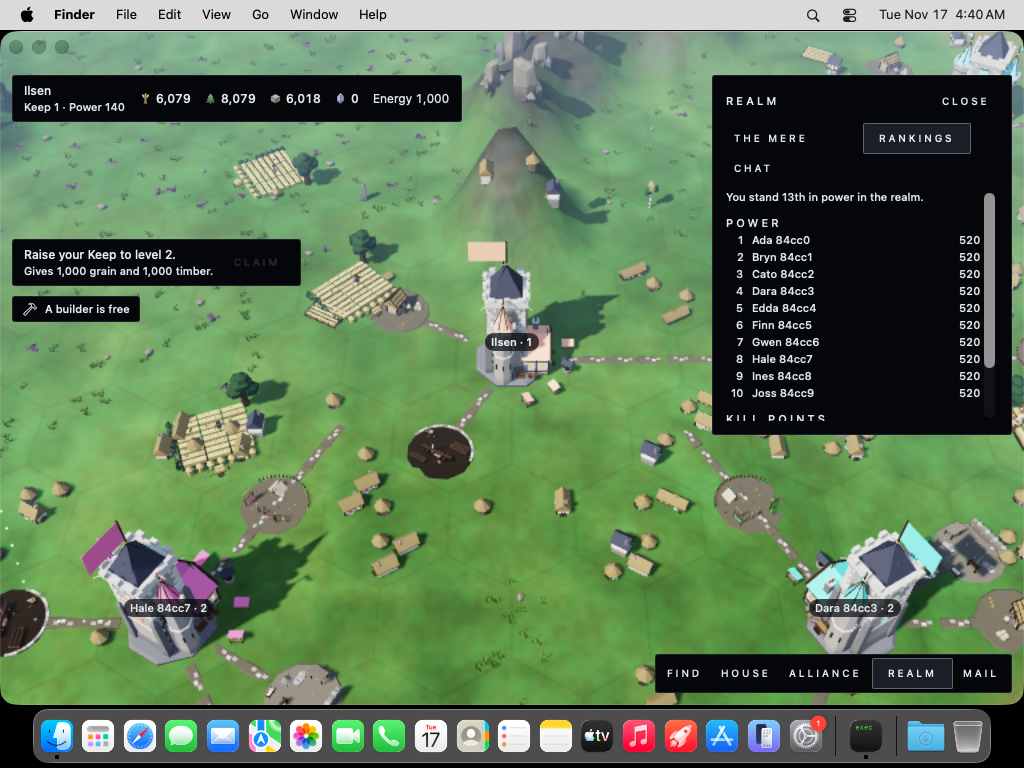 Finder File Edit View Go Window Help Tue Nov 17 4:40 AM
Ilsen
Keep 1 · Power 140
6,079 8,079 6,018 0 Energy 1,000
REALM CLOSE
THE MERE RANKINGS
CHAT
You stand 13th in power in the realm.
POWER
1 Ada 84cc0 520
2 Bryn 84cc1 520
3 Cato 84cc2 520
4 Dara 84cc3 520
5 Edda 84cc4 520
6 Finn 84cc5 520
7 Gwen 84cc6 520
8 Hale 84cc7 520
9 Ines 84cc8 520
10 Joss 84cc9 520
KILL POINTS
Raise your Keep to level 2.
Gives 1,000 grain and 1,000 timber.
CLAIM
A builder is free
Ilsen · 1
Hale 84cc7 · 2
Dara 84cc3 · 2
FIND HOUSE ALLIANCE REALM MAIL
Tue
17
tv
1
exec